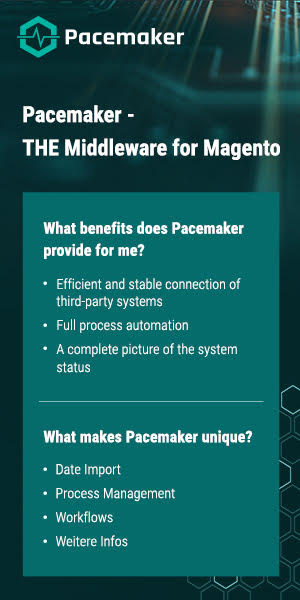 Pacemaker
Pacemaker -
THE Middleware for Magento
What benefits does Pacemaker
provide for me?
• Efficient and stable connection of
third-party systems
• Full process automation
• A complete picture of the system
status
What makes Pacemaker unique?
• Date Import
• Process Management
• Workflows
• Weitere Infos